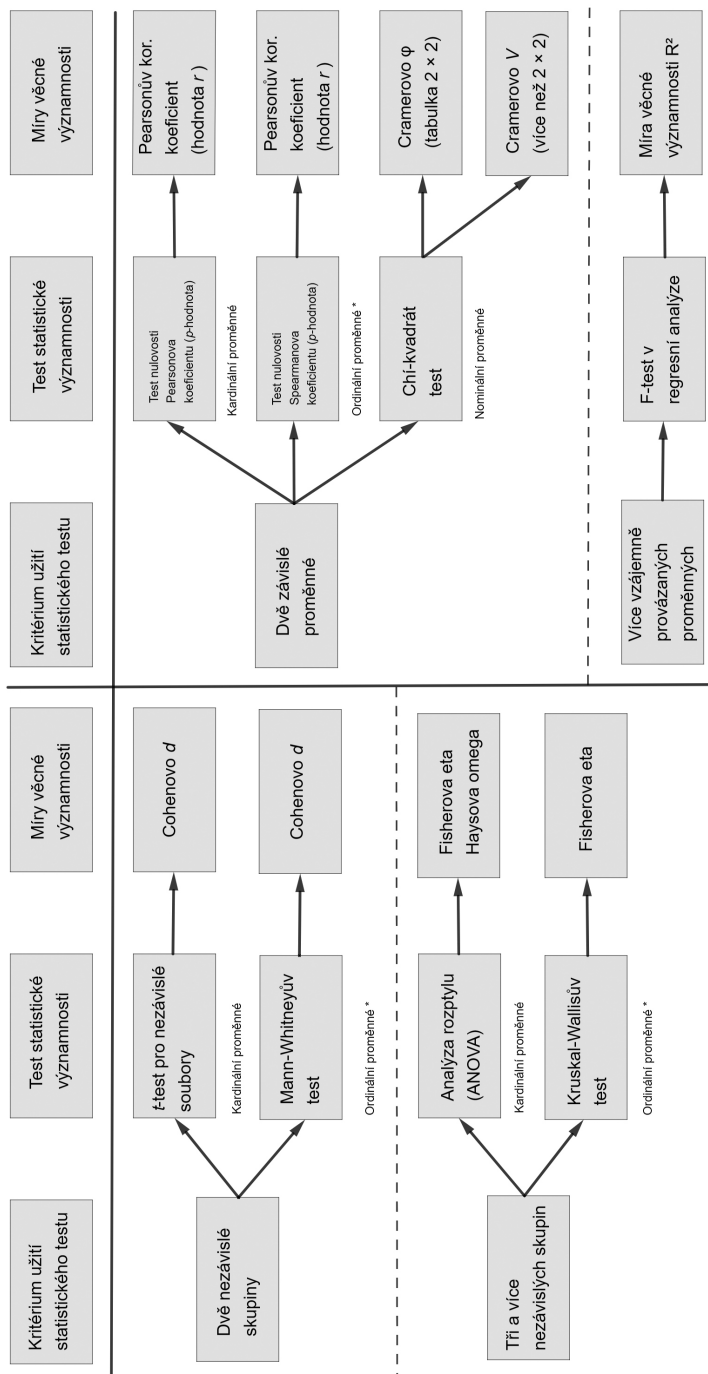 Kritérium užití
statistického testu
Test statistické
významnosti
Míry věcné
významnosti
Kritérium užití
statistického testu
Test statistické
významnosti
Míry věcné
významnosti
Dvě nezávislé
skupiny
t-test pro nezávislé
soubory
Kardinální proměnné
Cohenovo d
Mann-Whitneyův
test
Ordinální proměnné *
Cohenovo d
Tři a více
nezávislých skupin
Analýza rozptylu
(ANOVA)
Kardinální proměnné
Fisherova eta
Haysova omega
Kruskal-Wallisův
test
Ordinální proměnné *
Fisherova eta
Dvě závislé
proměnné
Test nulovosti
Pearsonova
koeficientu (p-hodnota)
Kardinální proměnné
Pearsonův kor.
koeficient
(hodnota r )
Test nulovosti
Spearmanova
koeficientu (p-hodnota)
Ordinální proměnné *
Pearsonův kor.
koeficient
(hodnota r )
Chí-kvadrát
test
Nominální proměnné
Cramerovo φ
(tabulka 2 × 2)
Cramerovo V
(více než 2 × 2)
Více vzájemně
provázaných
proměnných
F-test v
regresní analýze
Míra věcné
významnosti R²